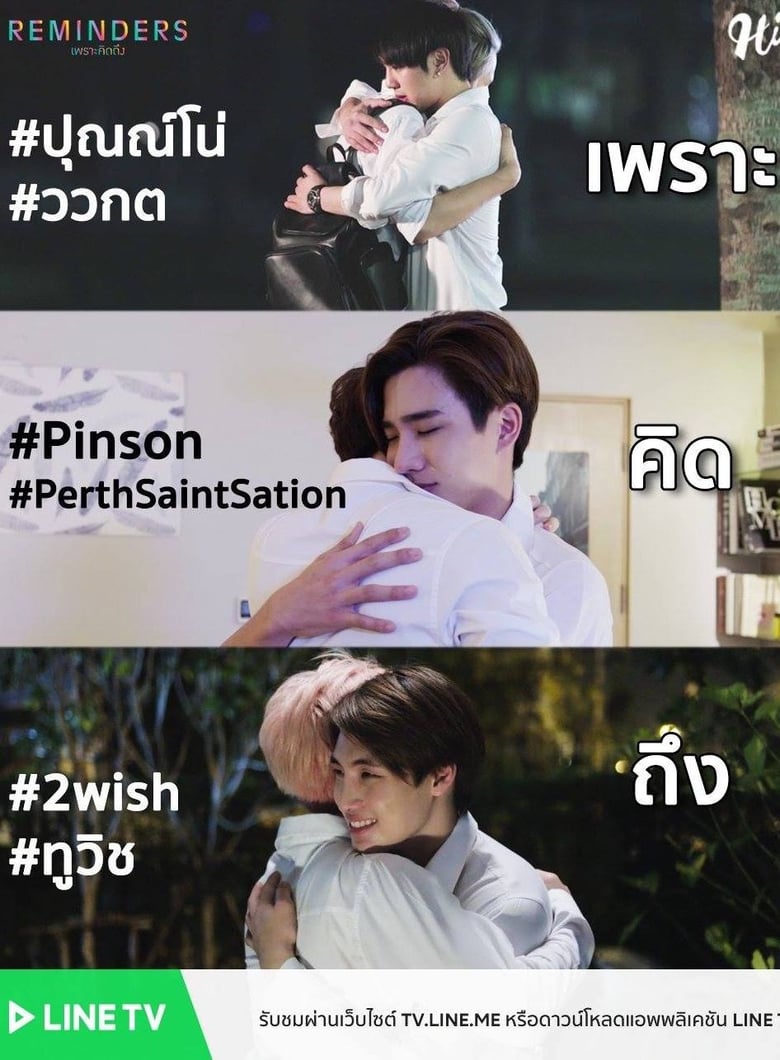 REMINDERS
เพราะคิดถึง
#ปุณณ์โน่
#ววกต
เพราะ
#Pinson
#PerthSaintSation
คิด
#2wish
#ทูวิช
ถึง
LINE TV
รับชมผ่านเว็บไซต์ TV.LINE.ME หรือดาวน์โหลดแอพพลิเคชัน LINE